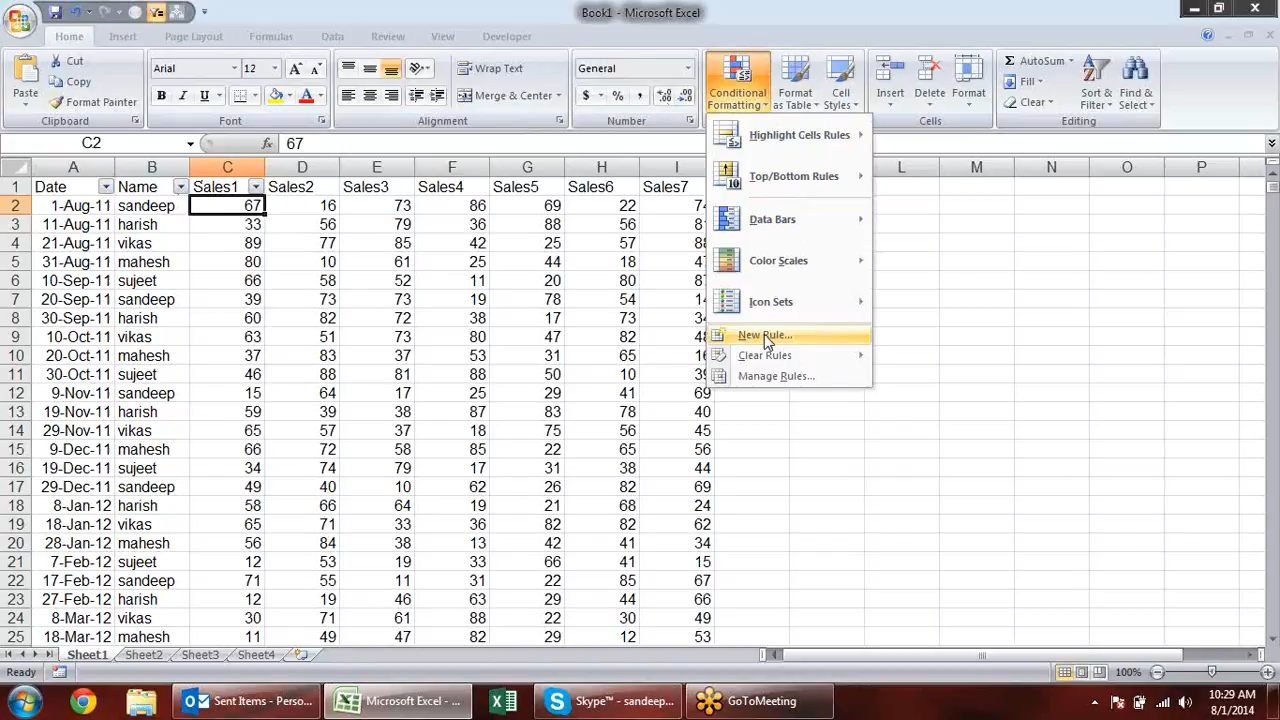 Book1 - Microsoft Excel
Home Insert Page Layout Formulas Data Review View Developer
Paste
Cut
Copy
Format Painter
Clipboard
Arial 12
Font
Wrap Text
Merge & Center
Alignment
General
Number
Conditional Formatting
Format as Table
Cell Styles
Insert Delete Format
Cells
AutoSum
Fill
Clear
Sort & Filter
Find & Select
Editing
C2 67
Highlight Cells Rules
Top/Bottom Rules
Data Bars
Color Scales
Icon Sets
New Rule...
Clear Rules
Manage Rules...
A B C D E F G H I L M N O P
1 Date Name Sales1 Sales2 Sales3 Sales4 Sales5 Sales6 Sales7
2 1-Aug-11 sandeep 67 16 73 86 69 22
3 11-Aug-11 harish 33 56 79 36 88 56
4 21-Aug-11 vikas 89 77 85 42 25 57
5 31-Aug-11 mahesh 80 10 61 25 44 18
6 10-Sep-11 sujeet 66 58 52 11 20 80
7 20-Sep-11 sandeep 39 73 73 19 78 54
8 30-Sep-11 harish 60 82 72 38 17 73
9 10-Oct-11 vikas 63 51 73 80 47 82
10 20-Oct-11 mahesh 37 83 37 53 31 65
11 30-Oct-11 sujeet 46 88 81 88 50 10
12 9-Nov-11 sandeep 15 64 17 25 29 41 69
13 19-Nov-11 harish 59 39 38 87 83 78 40
14 29-Nov-11 vikas 65 57 37 18 75 56 45
15 9-Dec-11 mahesh 66 72 58 85 22 65 56
16 19-Dec-11 sujeet 34 74 79 17 31 38 44
17 29-Dec-11 sandeep 49 40 10 62 26 82 69
18 8-Jan-12 harish 58 66 64 19 21 68 24
19 18-Jan-12 vikas 65 71 33 36 82 82 62
20 28-Jan-12 mahesh 56 84 38 13 42 41 34
21 7-Feb-12 sujeet 12 53 19 33 66 41 15
22 17-Feb-12 sandeep 71 55 11 31 22 85 67
23 27-Feb-12 harish 12 19 46 63 29 44 66
24 8-Mar-12 vikas 30 71 61 88 22 30 49
25 18-Mar-12 mahesh 11 49 47 82 29 12 53
Sheet1 Sheet2 Sheet3 Sheet4
Ready 100%
Sent Items - Perso... Microsoft Excel - ... Skype™ - sandeep... GoToMeeting
10:29 AM
8/1/2014